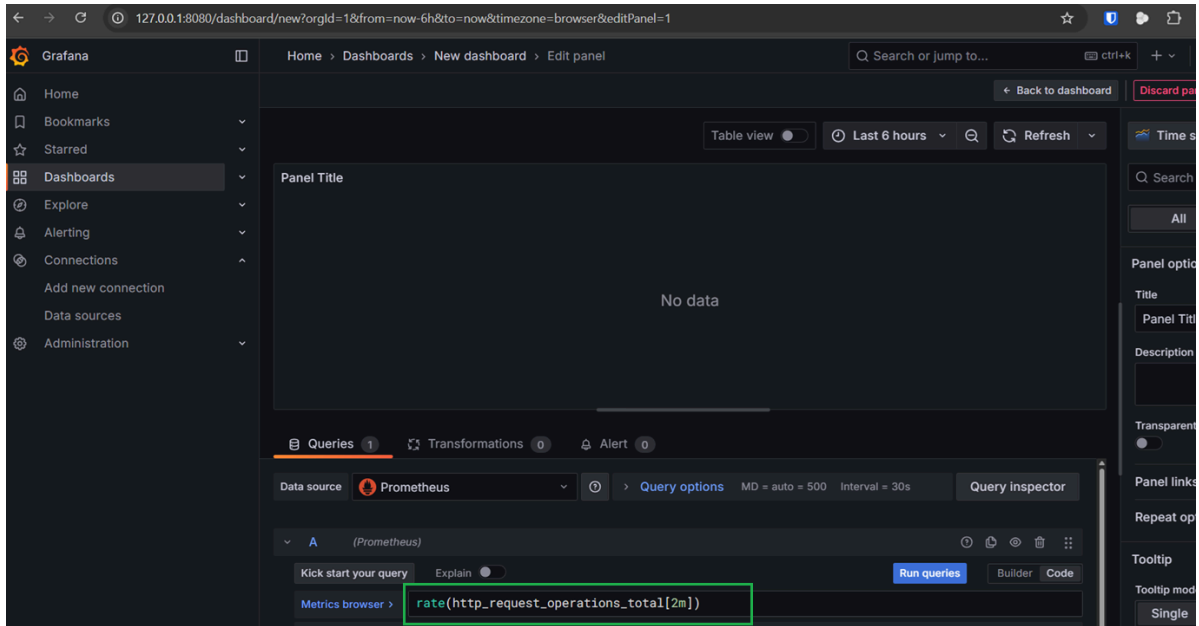 127.0.0.1:8080/dashboard/new?orgId=1&from=now-6h&to=now&timezone=browser&editPanel=1
Grafana
Home › Dashboards › New dashboard › Edit panel
Search or jump to... ctrl+k
Home
Bookmarks
Starred
Dashboards
Explore
Alerting
Connections
Add new connection
Data sources
Administration
← Back to dashboard
Discard pa
Table view
Last 6 hours
Refresh
Time s
Panel Title
No data
Search
All
Panel optio
Title
Panel Titl
Description
Transparent
Panel links
Repeat op
Tooltip
Tooltip mod
Single
Queries 1
Transformations 0
Alert 0
Data source
Prometheus
› Query options MD = auto = 500 Interval = 30s
Query inspector
A (Prometheus)
Kick start your query
Explain
Run queries
Builder
Code
Metrics browser ›
rate(http_request_operations_total[2m])